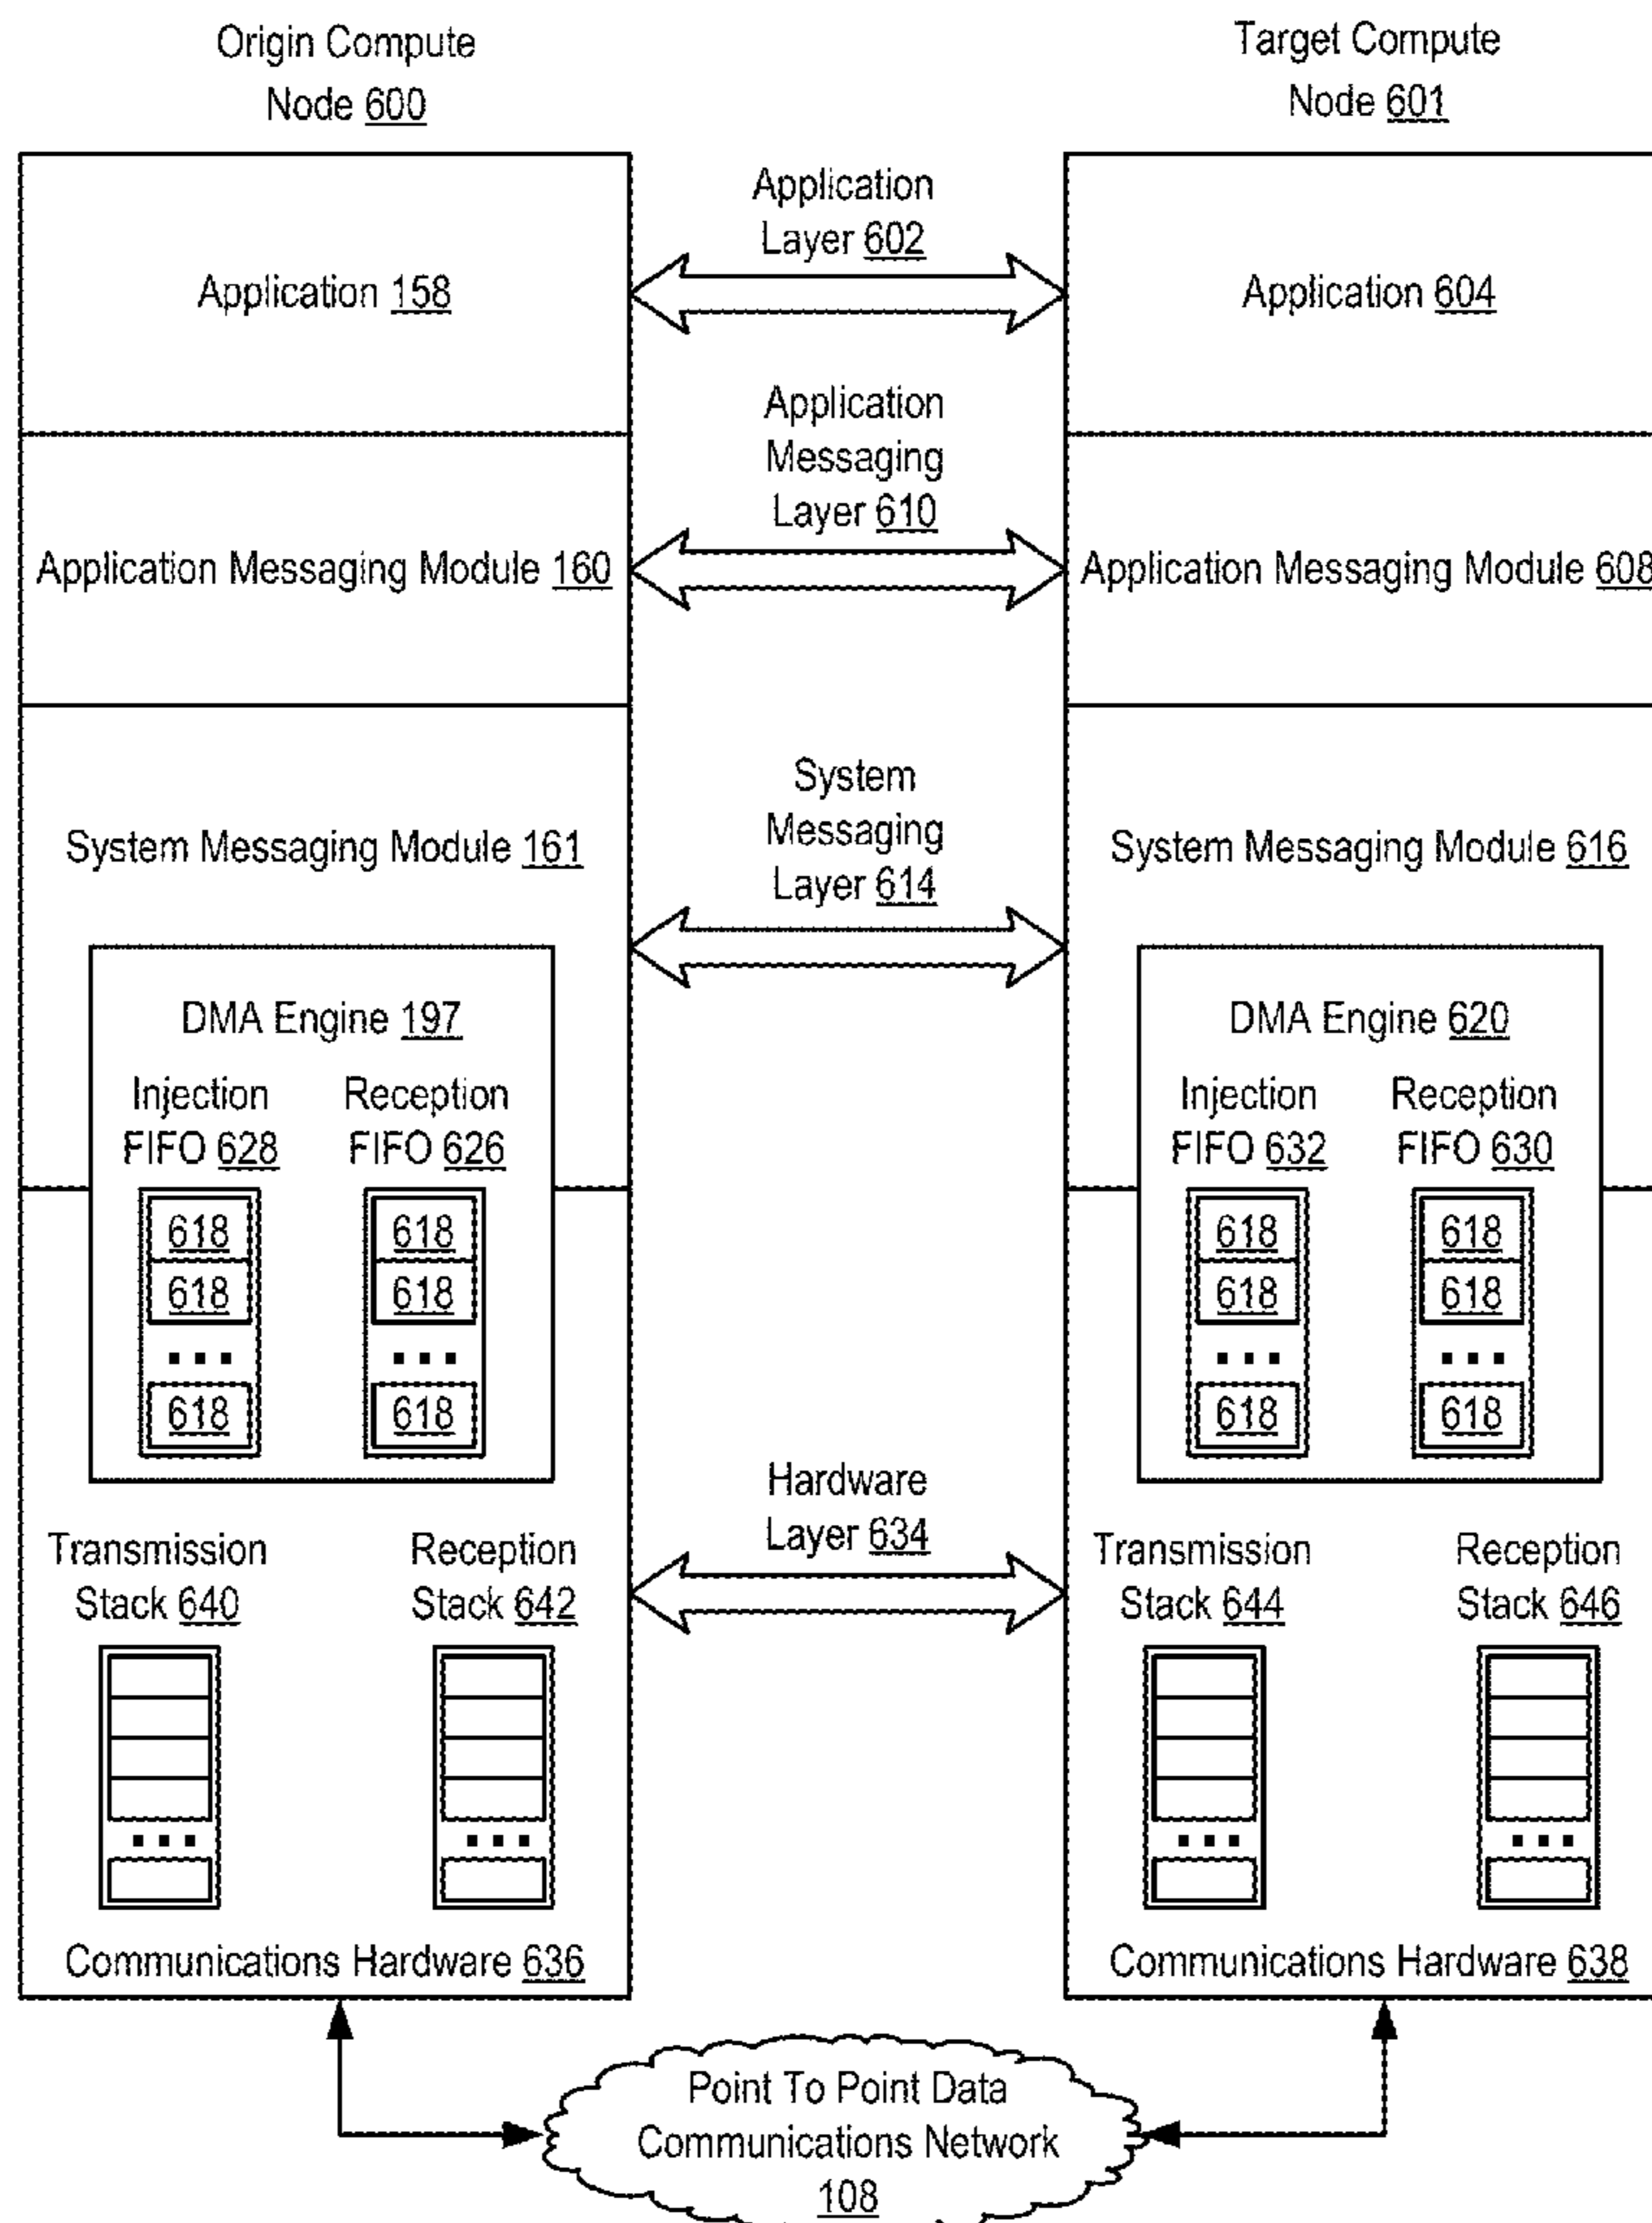 Origin Compute
Node 600
Target Compute
Node 601
Application
Layer 602
Application 158
Application 604
Application
Messaging
Layer 610
Application Messaging Module 160
Application Messaging Module 608
System
Messaging
Layer 614
System Messaging Module 161
System Messaging Module 616
DMA Engine 197
Injection
FIFO 628
Reception
FIFO 626
618
618
...
618
618
618
...
618
DMA Engine 620
Injection
FIFO 632
Reception
FIFO 630
618
618
...
618
618
618
...
618
Hardware
Layer 634
Transmission
Stack 640
...
Reception
Stack 642
...
Transmission
Stack 644
...
Reception
Stack 646
...
Communications Hardware 636
Communications Hardware 638
Point To Point Data
Communications Network
108